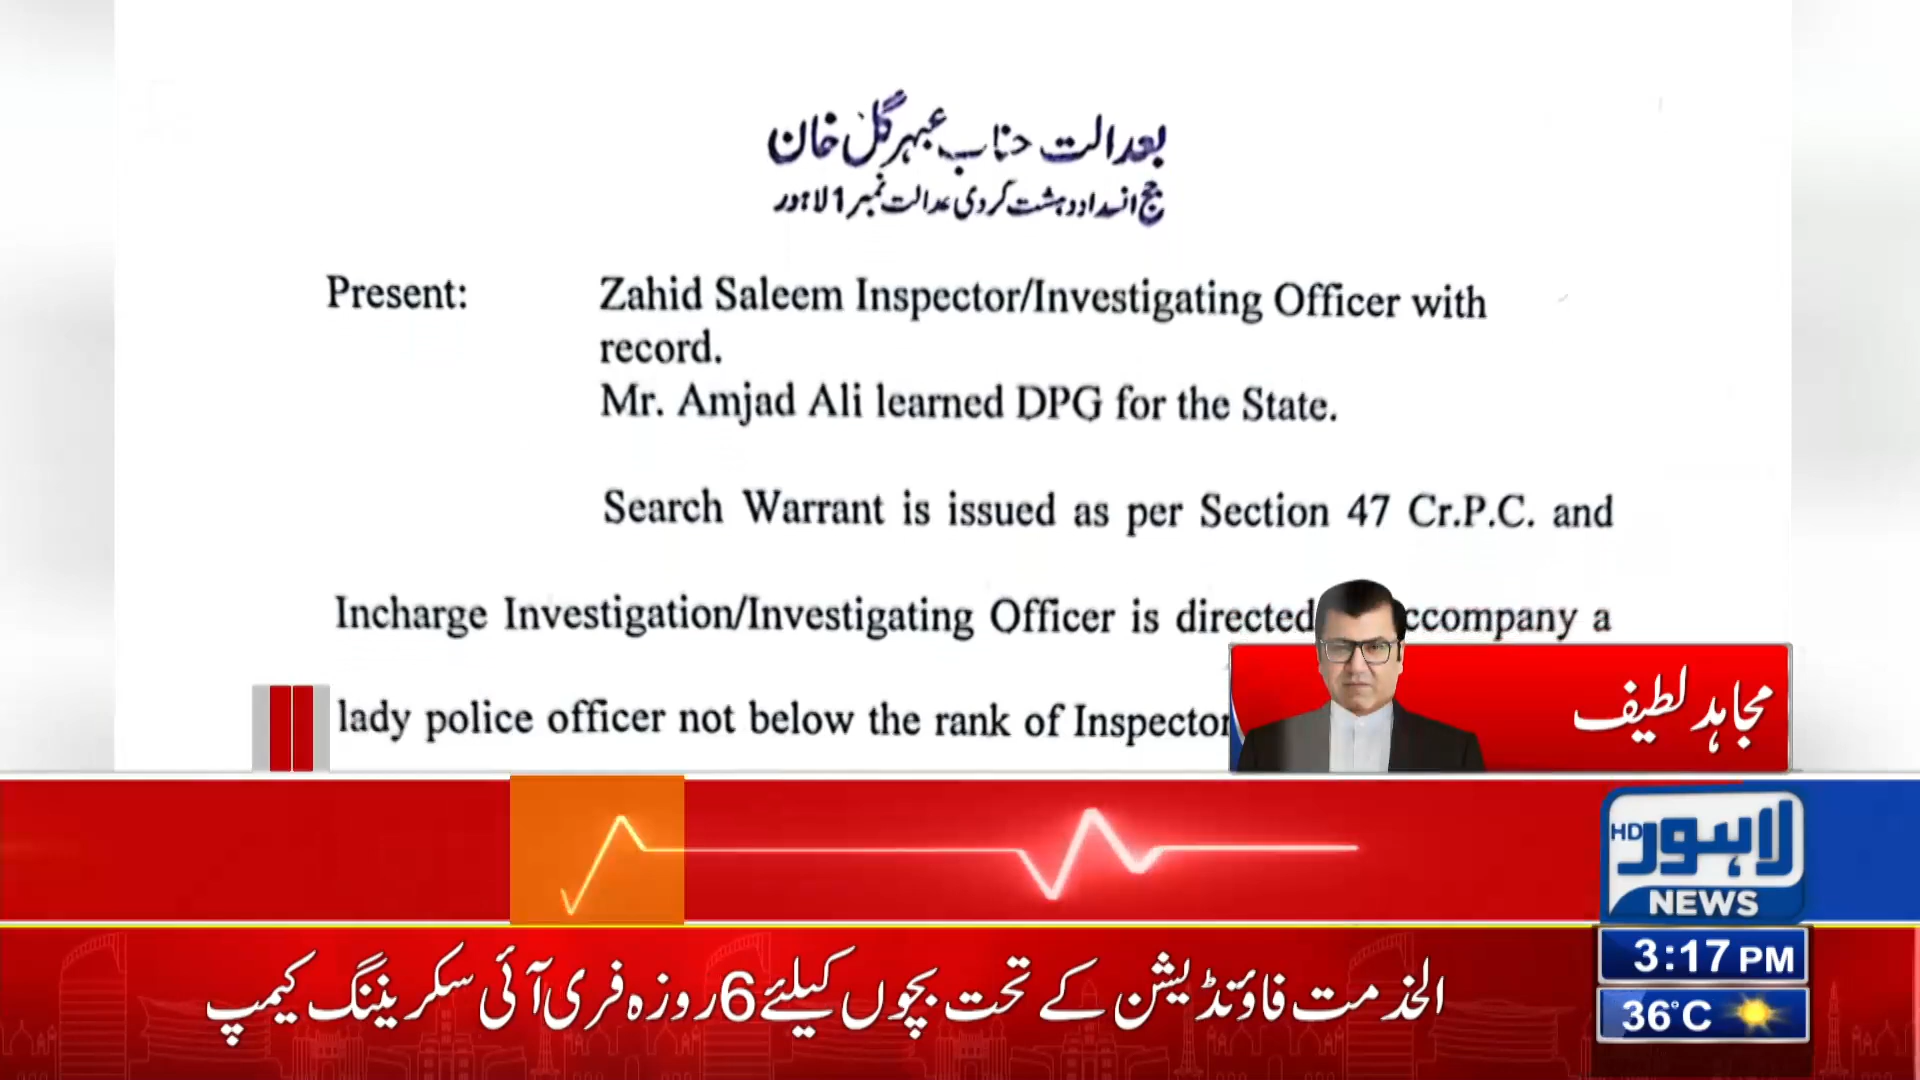 بعدالت جناب عبہر گل خان
جج انسداد دہشت گردی عدالت نمبر 1 لاہور
Present: Zahid Saleem Inspector/Investigating Officer with
record.
Mr. Amjad Ali learned DPG for the State.
Search Warrant is issued as per Section 47 Cr.P.C. and
Incharge Investigation/Investigating Officer is directed ccompany a
lady police officer not below the rank of Inspector
مجاہد لطیف
لاہور HD
NEWS
3:17 PM
36°C
الخدمت فاؤنڈیشن کے تحت بچوں کیلئے 6 روزہ فری آئی سکریننگ کیمپ